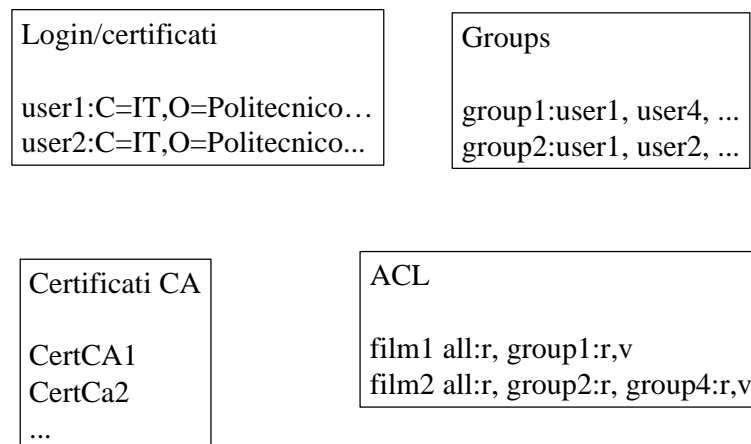 Login/certificati
user1:C=IT,O=Politecnico…
user2:C=IT,O=Politecnico...
Groups
group1:user1, user4, ...
group2:user1, user2, ...
Certificati CA
CertCA1
CertCa2
...
ACL
film1 all:r, group1:r,v
film2 all:r, group2:r, group4:r,v